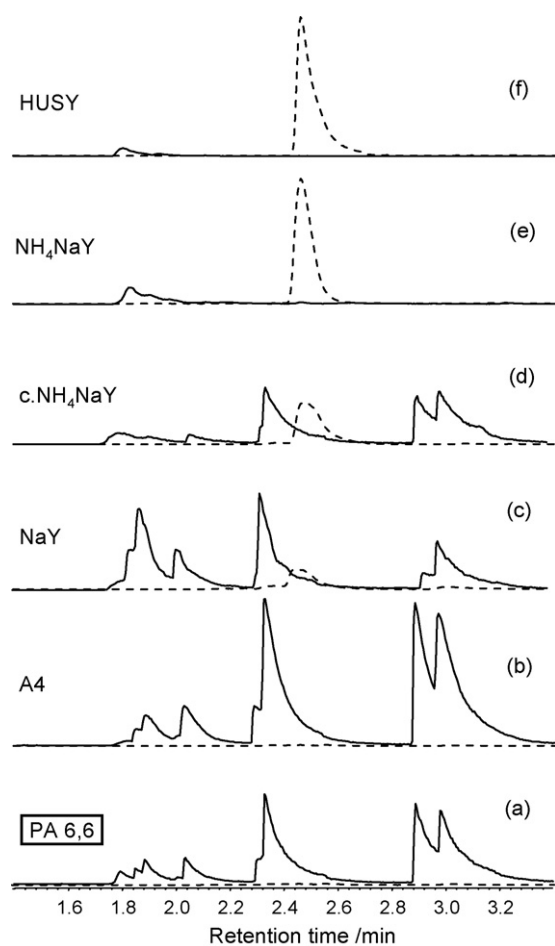 HUSY
(f)
NH4NaY
(e)
c.NH4NaY
(d)
NaY
(c)
A4
(b)
PA 6,6
(a)
1.6 1.8 2.0 2.2 2.4 2.6 2.8 3.0 3.2
Retention time /min